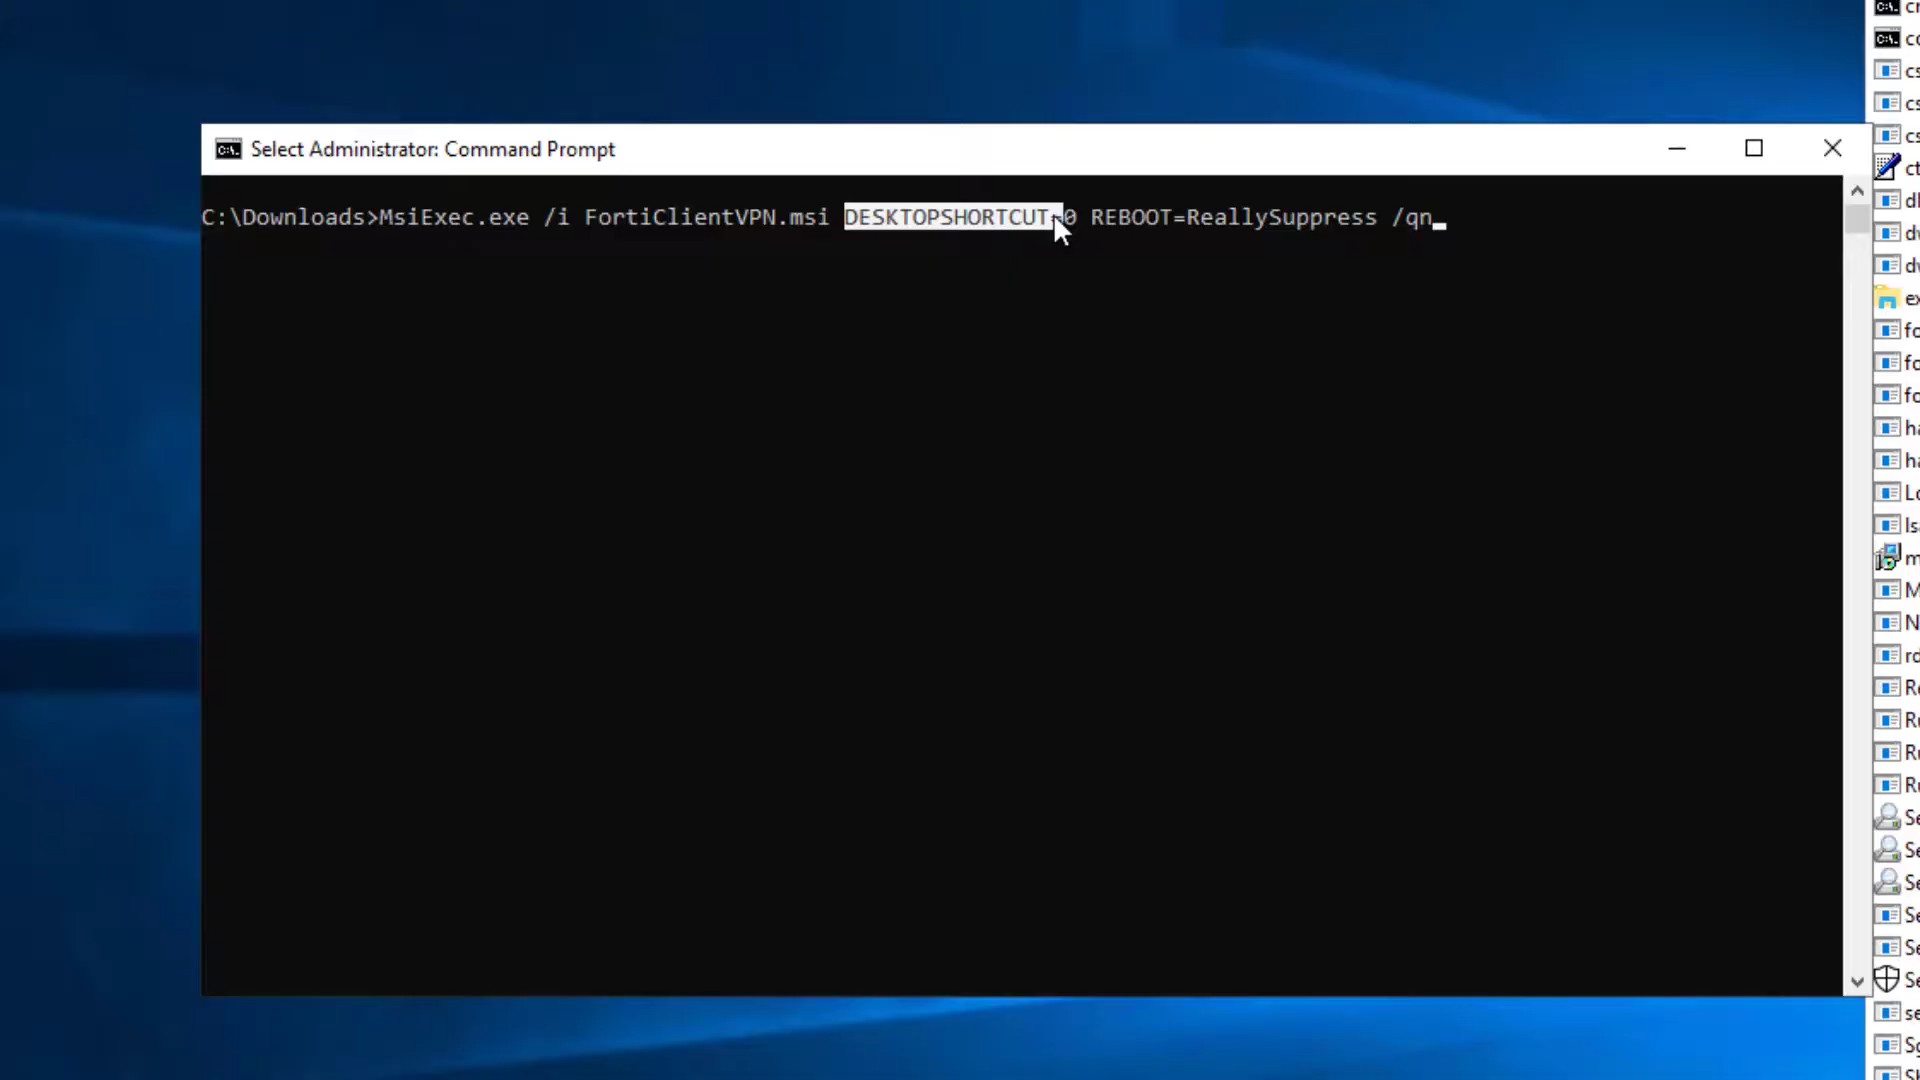 Select Administrator: Command Prompt
C:\Downloads>MsiExec.exe /i FortiClientVPN.msi DESKTOPSHORTCUT=0 REBOOT=ReallySuppress /qn